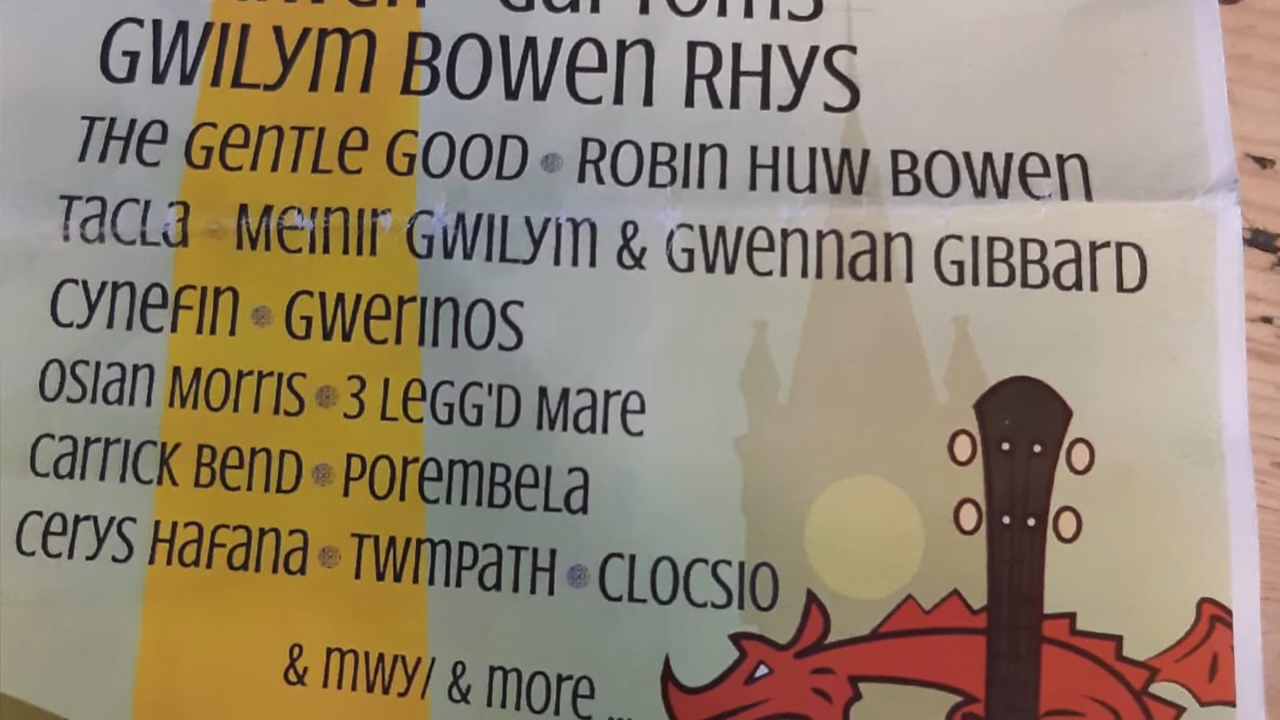 GWILYM BOWEN RHYS
THE GENTLE GOOD • ROBIN HUW BOWEN
TACLA • MEINIR GWILYM & GWENNAN GIBBARD
CYNEFIN • GWERINOS
OSIAN MORRIS • 3 LEGG'D MARE
CARRICK BEND • POREMBELA
CERYS HAFANA • TWMPATH • CLOCSIO
& MWY/ & MORE ...